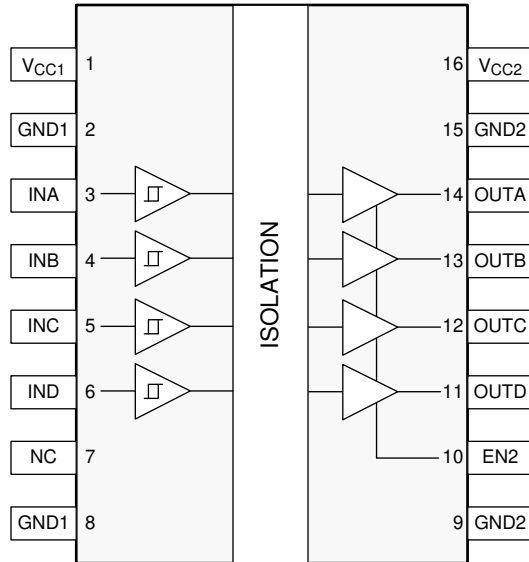 VCC1 1 16 VCC2
GND1 2 15 GND2
INA 3 14 OUTA
INB 4 13 OUTB
INC 5 12 OUTC
IND 6 11 OUTD
NC 7 10 EN2
GND1 8 9 GND2
ISOLATION